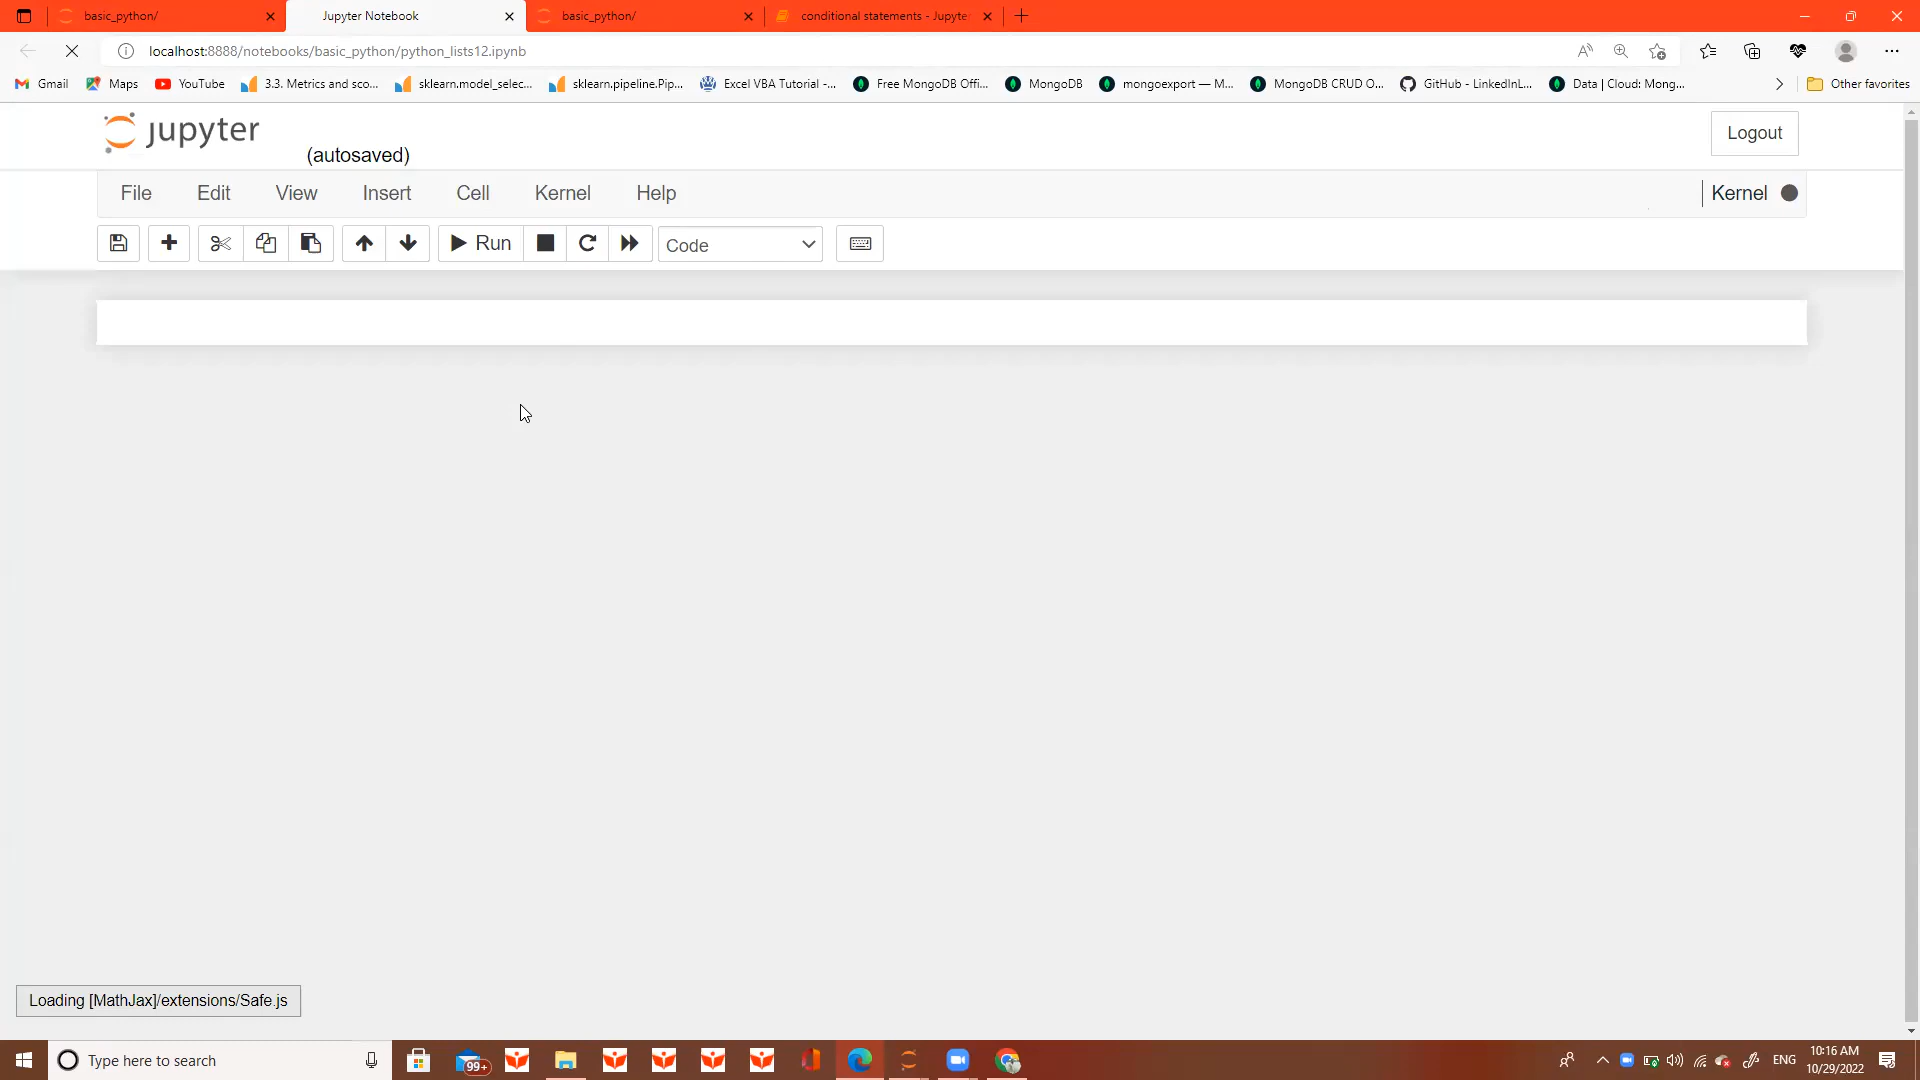 basic_python/
Jupyter Notebook
basic_python/
conditional statements - Jupyte
localhost:8888/notebooks/basic_python/python_lists12.ipynb
Gmail
Maps
YouTube
3.3. Metrics and sco...
sklearn.model_selec...
sklearn.pipeline.Pip...
Excel VBA Tutorial -...
Free MongoDB Offi...
MongoDB
mongoexport — M...
MongoDB CRUD O...
GitHub - LinkedInL...
Data | Cloud: Mong...
Other favorites
jupyter
(autosaved)
Logout
File
Edit
View
Insert
Cell
Kernel
Help
Kernel
Run
Code
Loading [MathJax]/extensions/Safe.js
Type here to search
99+
ENG
10:16 AM
10/29/2022